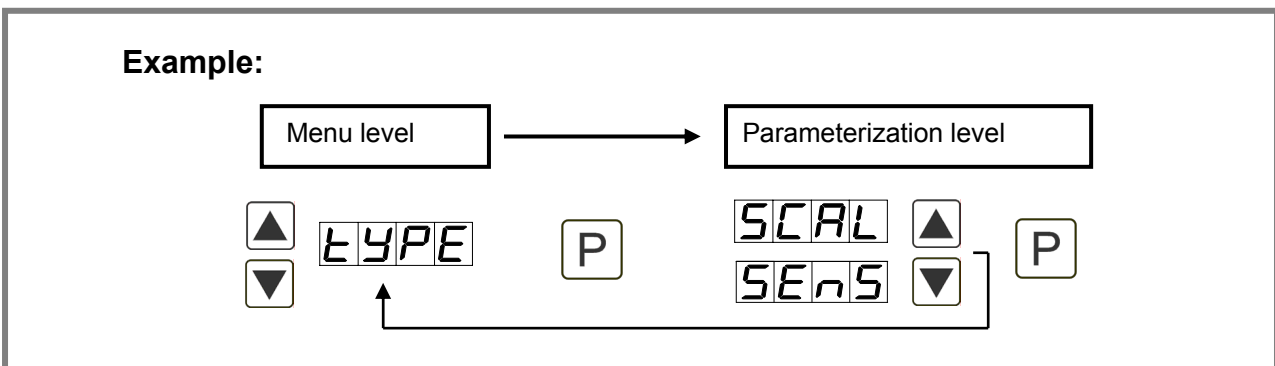 Example:
Menu level Parameterization level
tYPE P SCAL P
SEnS